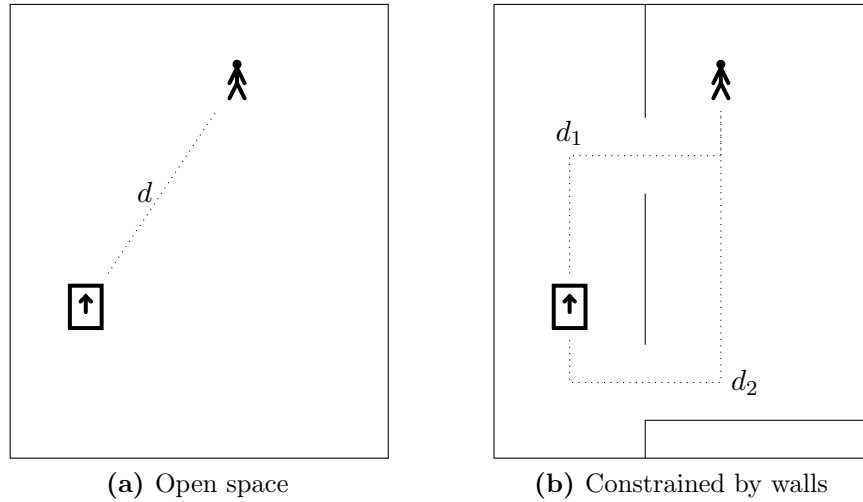 d
d₁
d₂
(a) Open space
(b) Constrained by walls